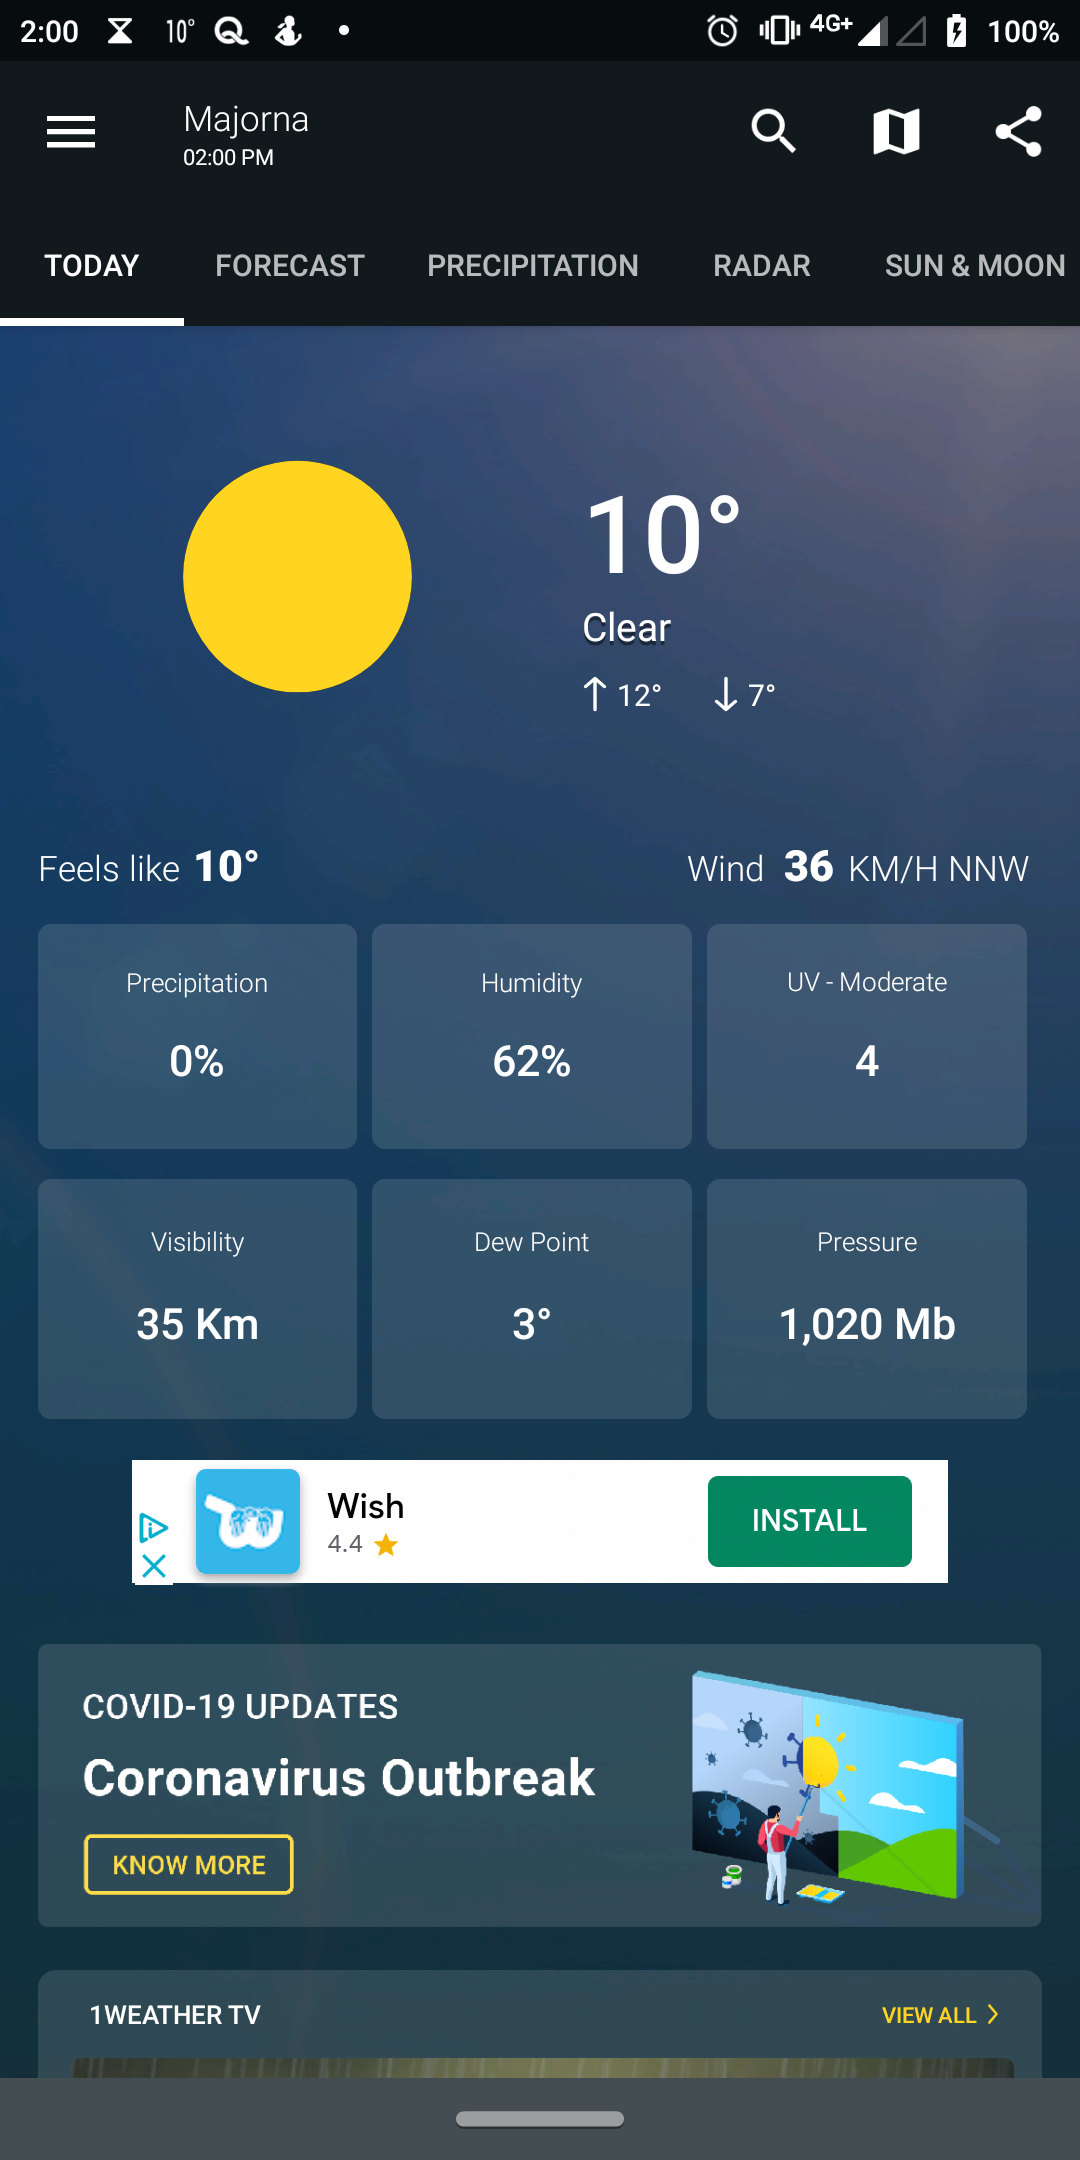 2:00 10° 4G+ 100%
Majorna
02:00 PM
TODAY FORECAST PRECIPITATION RADAR SUN & MOON
10°
Clear
↑ 12° ↓ 7°
Feels like 10° Wind 36 KM/H NNW
Precipitation Humidity UV - Moderate
0% 62% 4
Visibility Dew Point Pressure
35 Km 3° 1,020 Mb
Wish
4.4
INSTALL
COVID-19 UPDATES
Coronavirus Outbreak
KNOW MORE
1WEATHER TV VIEW ALL